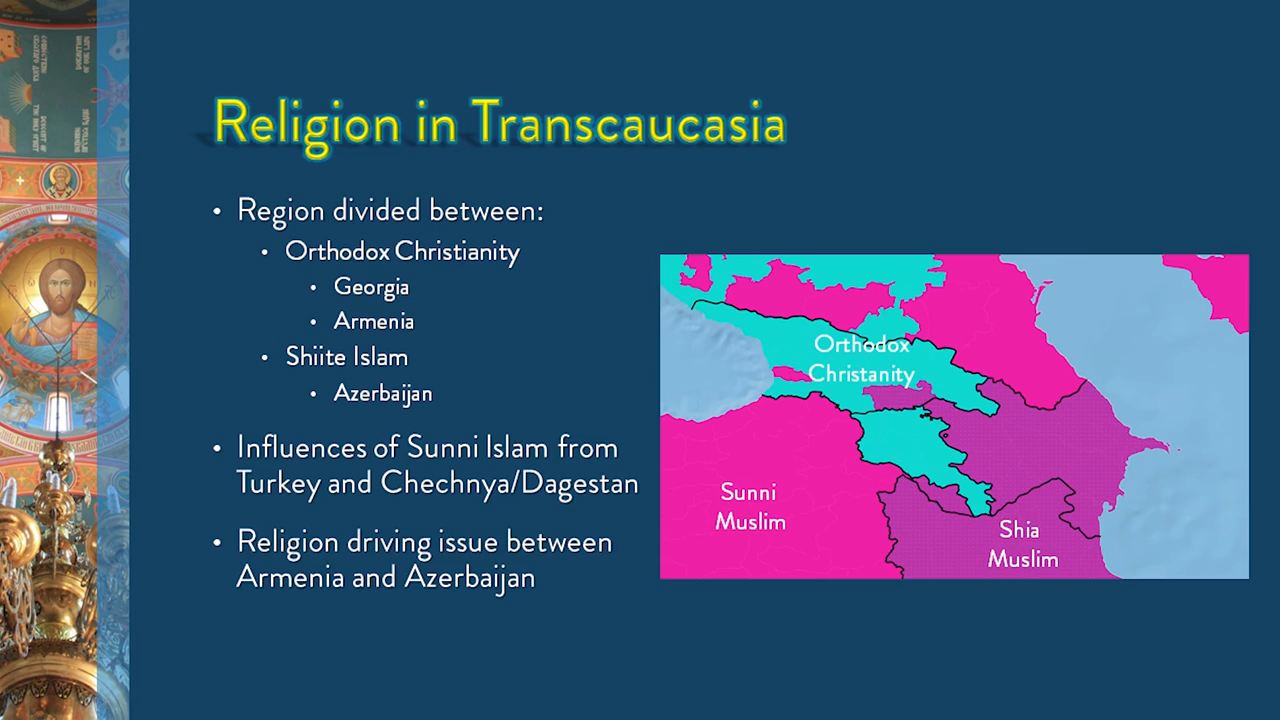 Religion in Transcaucasia
• Region divided between:
• Orthodox Christianity
• Georgia
• Armenia
• Shiite Islam
• Azerbaijan
• Influences of Sunni Islam from
Turkey and Chechnya/Dagestan
• Religion driving issue between
Armenia and Azerbaijan
Orthodox
Christanity
Sunni
Muslim
Shia
Muslim